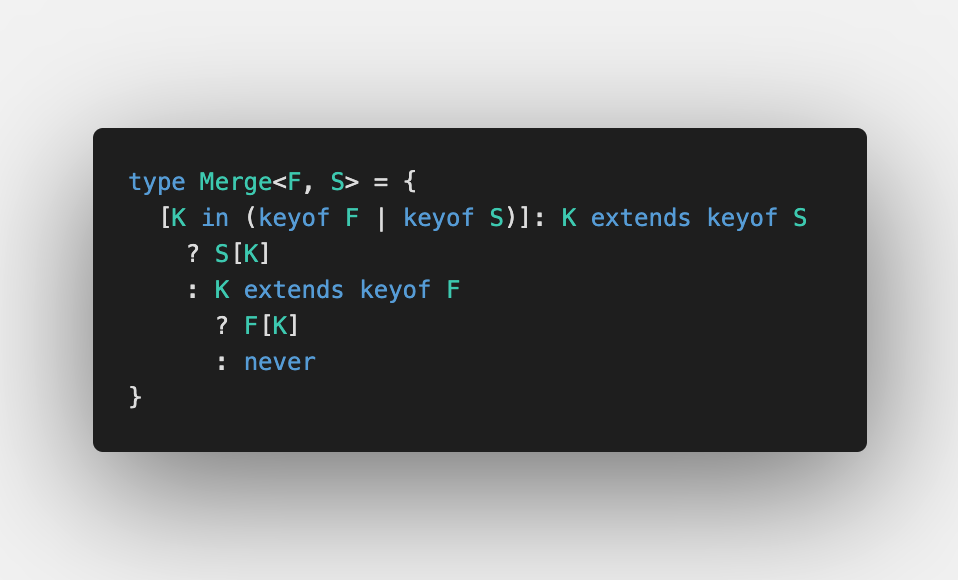 type Merge<F, S> = {
  [K in (keyof F | keyof S)]: K extends keyof S
    ? S[K]
    : K extends keyof F
      ? F[K]
      : never
}